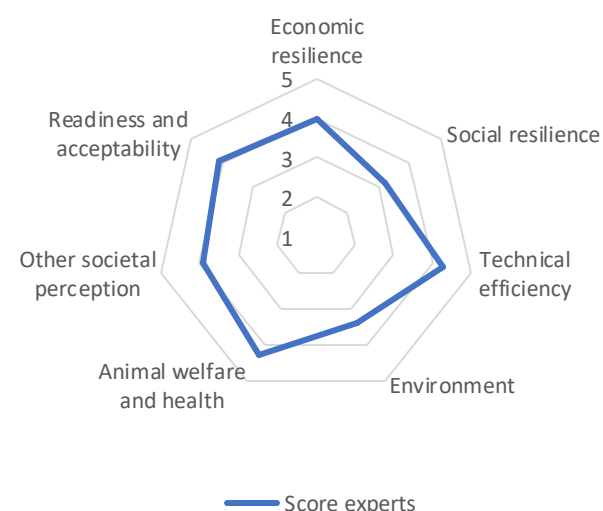 Economic
resilience
5
4
3
2
1
Social resilience
Technical
efficiency
Environment
Animal welfare
and health
Other societal
perception
Readiness and
acceptability
Score experts